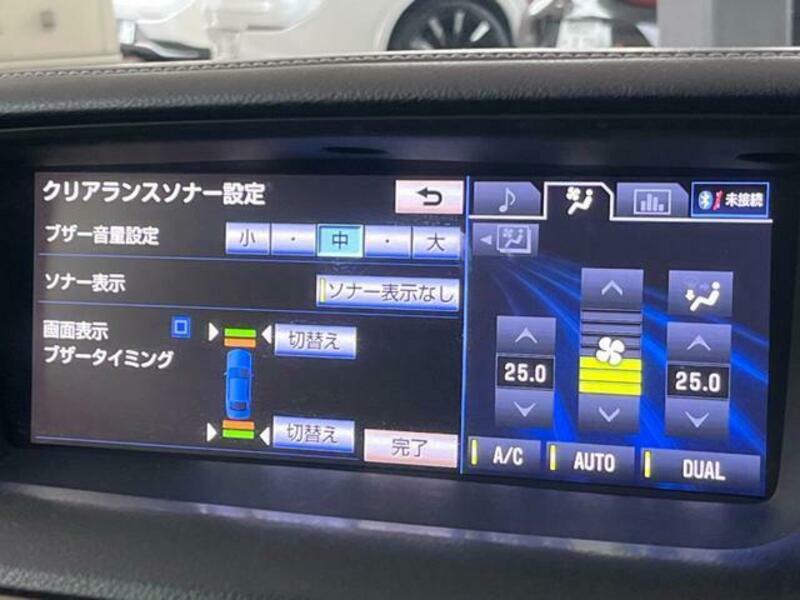 クリアランスソナー設定
ブザー音量設定
小 ・ 中 ・ 大
ソナー表示
ソナー表示なし
画面表示
ブザータイミング
切替え
切替え
完了
未接続
25.0
25.0
A/C
AUTO
DUAL